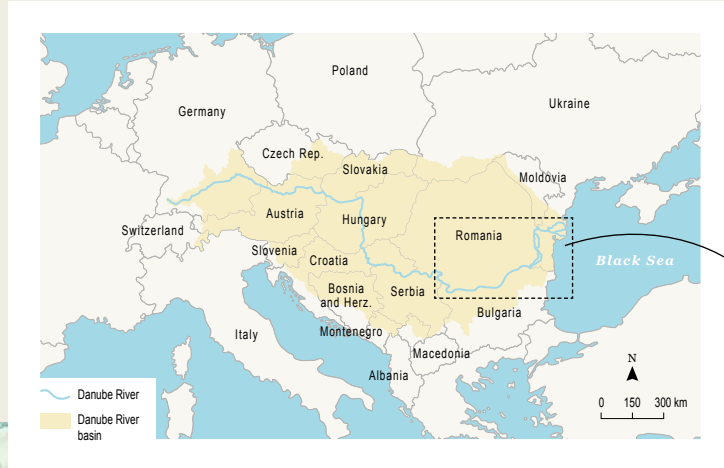 Poland
Germany
Ukraine
Czech Rep.
Slovakia
Moldovia
Austria
Hungary
Switzerland
Romania
Slovenia
Croatia
Black Sea
Bosnia
and Herz.
Serbia
Bulgaria
Italy
Montenegro
Macedonia
Albania
N
0 150 300 km
Danube River
Danube River
basin